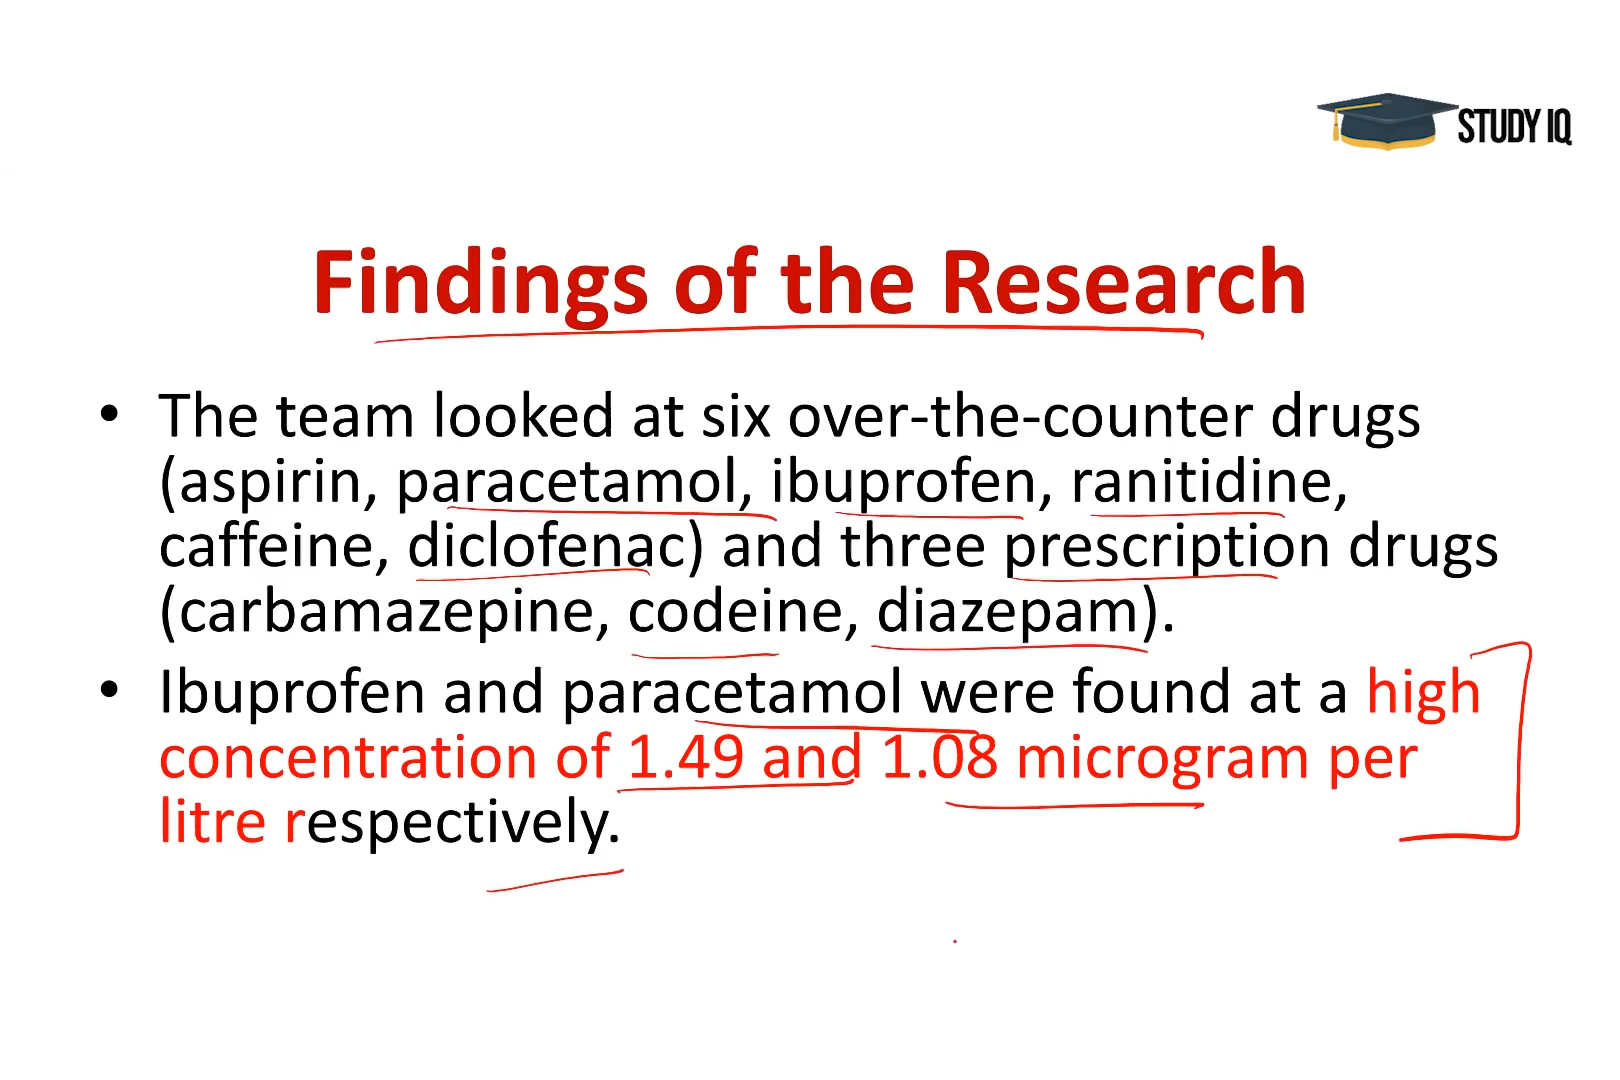 STUDY IQ
Findings of the Research
• The team looked at six over-the-counter drugs
(aspirin, paracetamol, ibuprofen, ranitidine,
caffeine, diclofenac) and three prescription drugs
(carbamazepine, codeine, diazepam).
• Ibuprofen and paracetamol were found at a high
concentration of 1.49 and 1.08 microgram per
litre respectively.